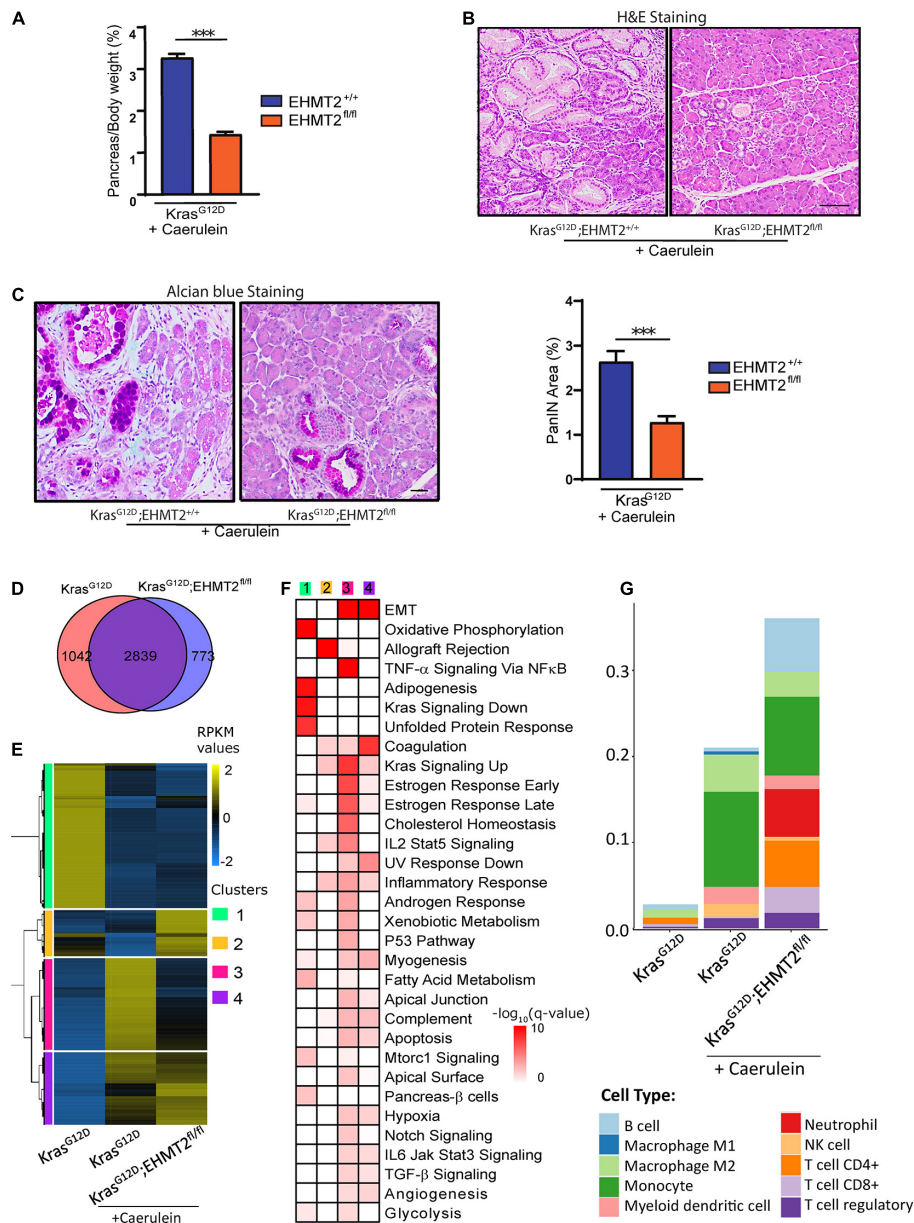 A
Pancreas/Body weight (%)
4
3
2
1
0
***
EHMT2+/+
EHMT2fl/fl
KrasG12D
+ Caerulein
B
H&E Staining
KrasG12D;EHMT2+/+
KrasG12D;EHMT2fl/fl
+ Caerulein
C
Alcian blue Staining
KrasG12D;EHMT2+/+
KrasG12D;EHMT2fl/fl
+ Caerulein
PanIN Area (%)
4
3
2
1
0
***
EHMT2+/+
EHMT2fl/fl
KrasG12D
+ Caerulein
D
KrasG12D
KrasG12D;EHMT2fl/fl
1042
2839
773
E
RPKM
values
2
0
-2
Clusters
1
2
3
4
KrasG12D
KrasG12D
KrasG12D;EHMT2fl/fl
+Caerulein
F
1 2 3 4
EMT
Oxidative Phosphorylation
Allograft Rejection
TNF-α Signaling Via NFκB
Adipogenesis
Kras Signaling Down
Unfolded Protein Response
Coagulation
Kras Signaling Up
Estrogen Response Early
Estrogen Response Late
Cholesterol Homeostasis
IL2 Stat5 Signaling
UV Response Down
Inflammatory Response
Androgen Response
Xenobiotic Metabolism
P53 Pathway
Myogenesis
Fatty Acid Metabolism
Apical Junction
Complement
Apoptosis
Mtorc1 Signaling
Apical Surface
Pancreas-β cells
Hypoxia
Notch Signaling
IL6 Jak Stat3 Signaling
TGF-β Signaling
Angiogenesis
Glycolysis
-log10(q-value)
10
0
G
0.3
0.2
0.1
0.0
KrasG12D
KrasG12D
KrasG12D;EHMT2fl/fl
+ Caerulein
Cell Type:
B cell
Macrophage M1
Macrophage M2
Monocyte
Myeloid dendritic cell
Neutrophil
NK cell
T cell CD4+
T cell CD8+
T cell regulatory